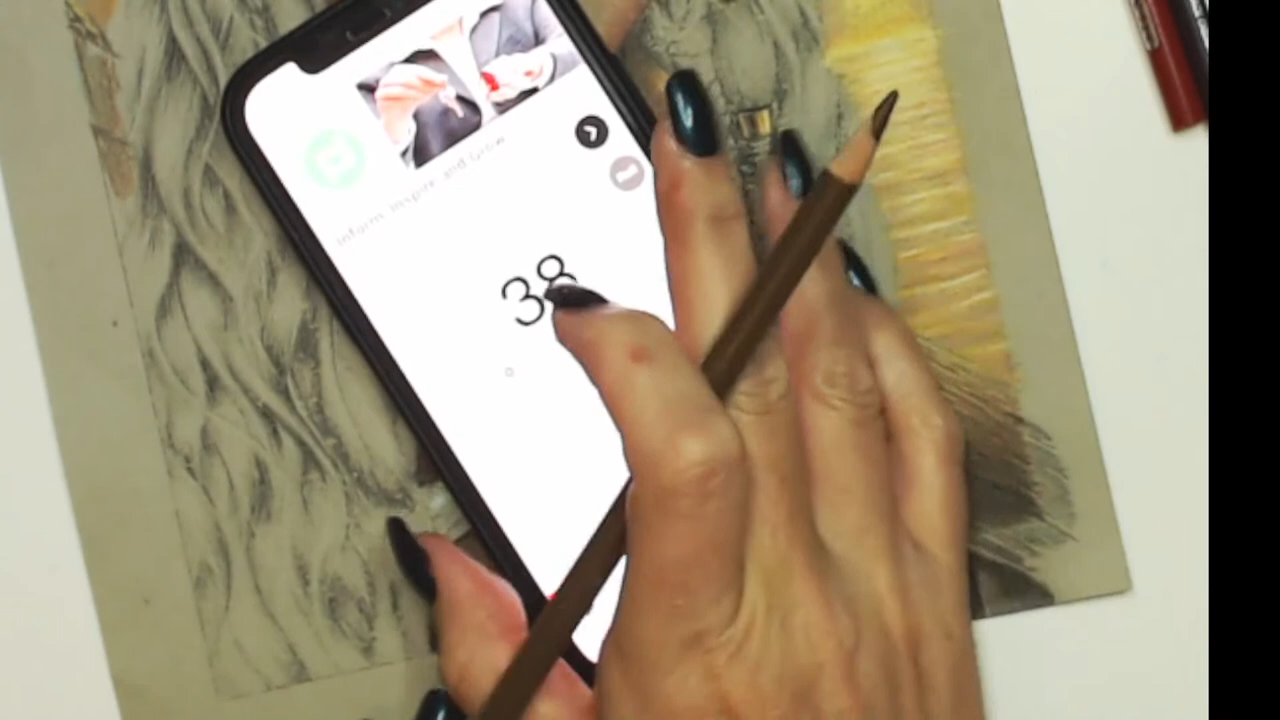 Inform, Inspire, and Grow
38